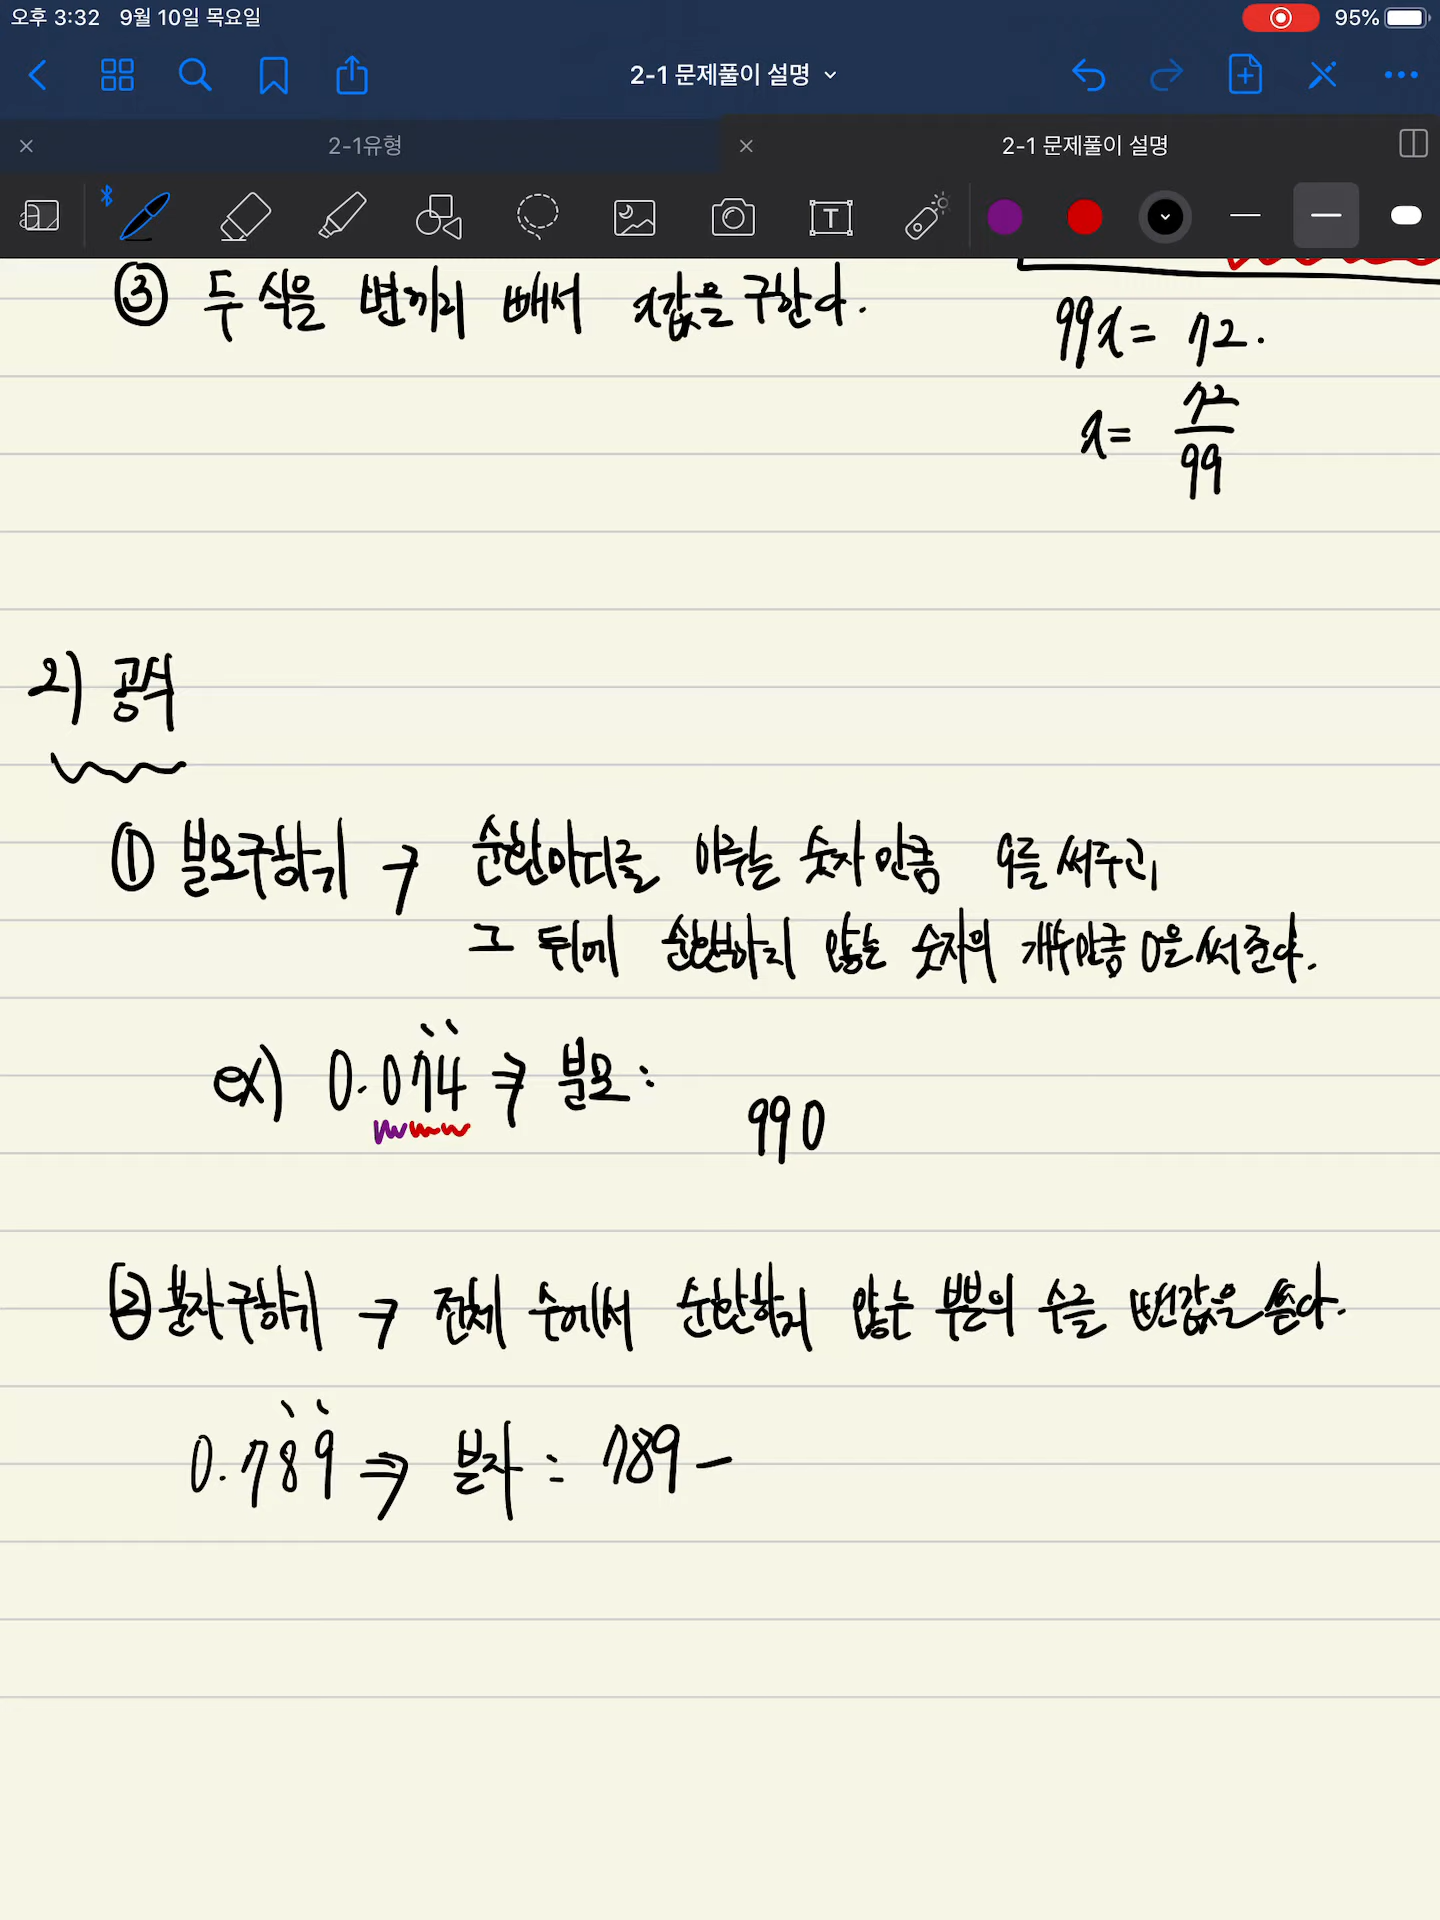 오후 3:32 9월 10일 목요일 95%
2-1 문제풀이 설명
2-1유형 2-1 문제풀이 설명
③ 두 식을 변끼리 빼서 x값을 구한다.
99x = 72.
x = 72/99
2) 공식
① 분모구하기 → 순환마디를 이루는 숫자만큼 9를 써주고,
그 뒤에 순환하지 않는 숫자의 개수만큼 0을 써준다.
ex) 0.07̇4̇ ⇒ 분모 :
990
② 분자구하기 → 전체 수에서 순환하지 않는 부분의 수를 뺀값을 쓴다.
0.78̇9̇ ⇒ 분자 : 789 −